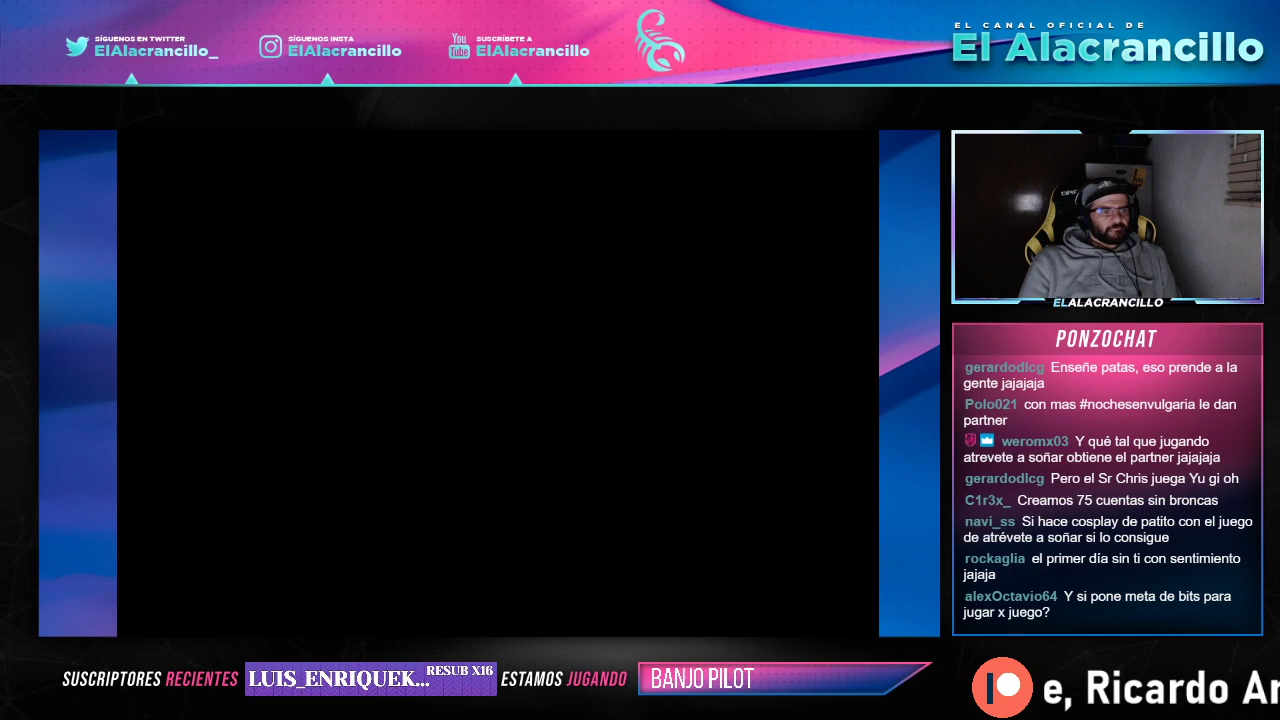 SÍGUENOS EN TWITTER
ElAlacrancillo_
SÍGUENOS INSTA
ElAlacrancillo
You
Tube
SUSCRÍBETE A
ElAlacrancillo
EL CANAL OFICIAL DE
El Alacrancillo
ELALACRANCILLO
PONZOCHAT
gerardodlcg Enseñe patas, eso prende a la
gente jajajaja
Polo021 con mas #nochesenvulgaria le dan
partner
weromx03 Y qué tal que jugando
atrevete a soñar obtiene el partner jajajaja
gerardodlcg Pero el Sr Chris juega Yu gi oh
C1r3x_ Creamos 75 cuentas sin broncas
navi_ss Si hace cosplay de patito con el juego
de atrévete a soñar si lo consigue
rockaglia el primer día sin ti con sentimiento
jajaja
alexOctavio64 Y si pone meta de bits para
jugar x juego?
SUSCRIPTORES RECIENTES
LUIS_ENRIQUEK...
RESUB X16
ESTAMOS JUGANDO
BANJO PILOT
e, Ricardo Ar